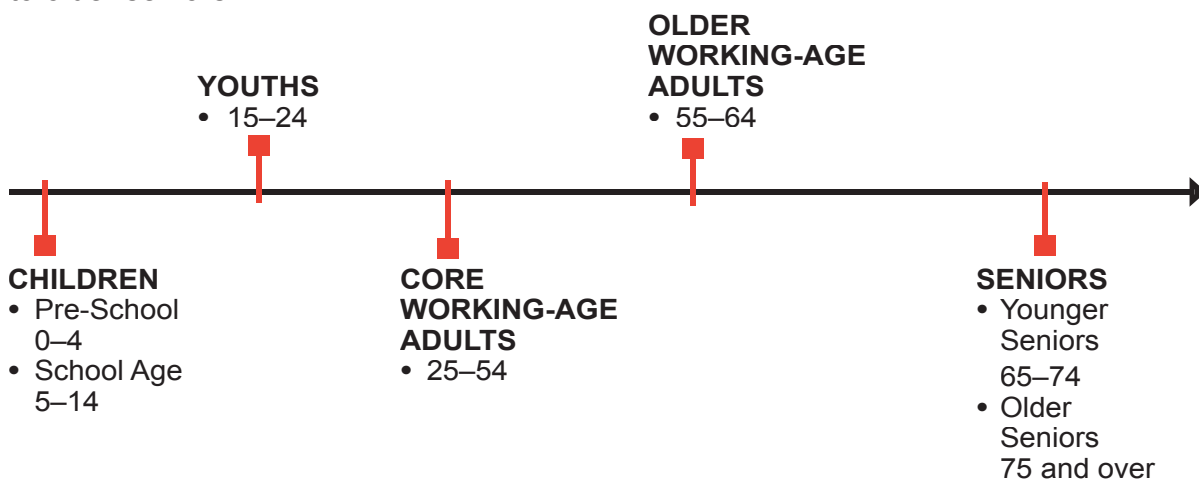 YOUTHS
• 15–24
OLDER
WORKING-AGE
ADULTS
• 55–64
CHILDREN
• Pre-School
0–4
• School Age
5–14
CORE
WORKING-AGE
ADULTS
• 25–54
SENIORS
• Younger
Seniors
65–74
• Older
Seniors
75 and over